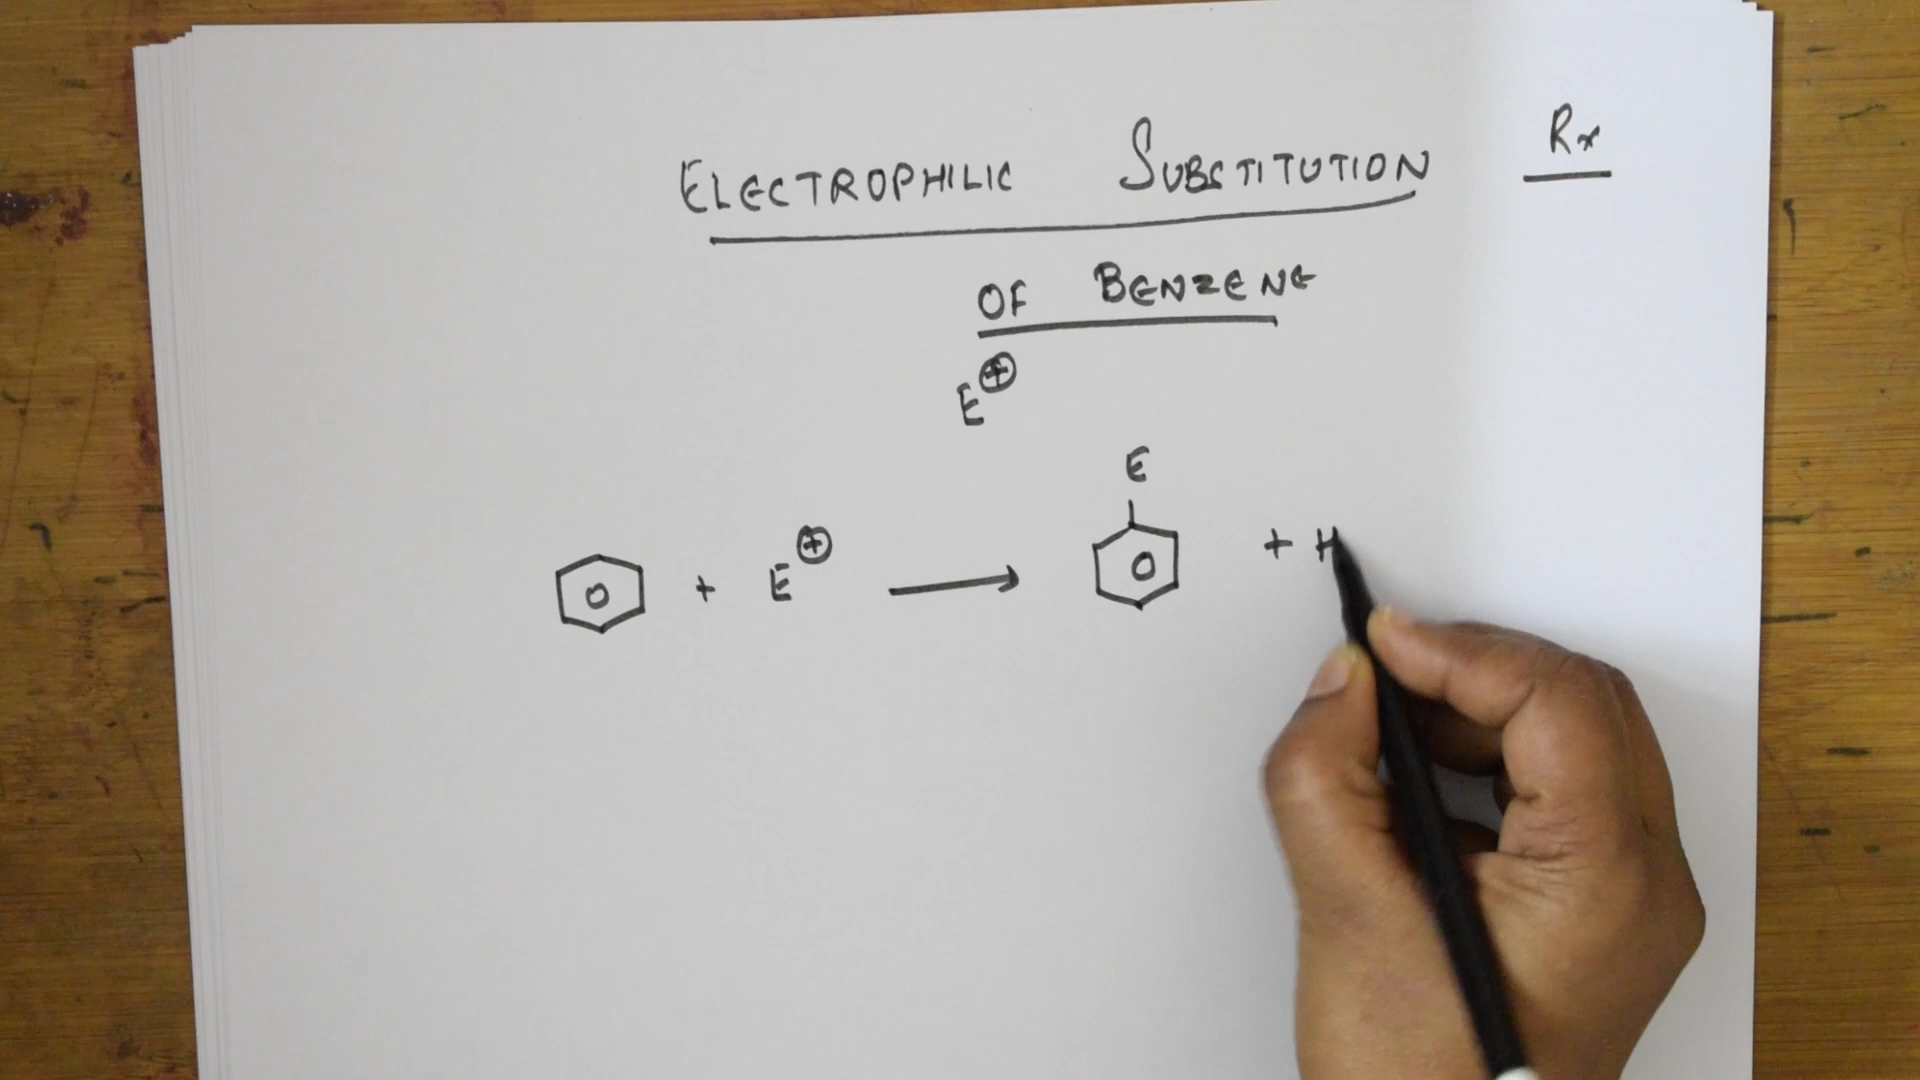 ELECTROPHILIC SUBSTITUTION Rx
OF BENZENE
E⊕
E
+ E⊕ ⟶ + H